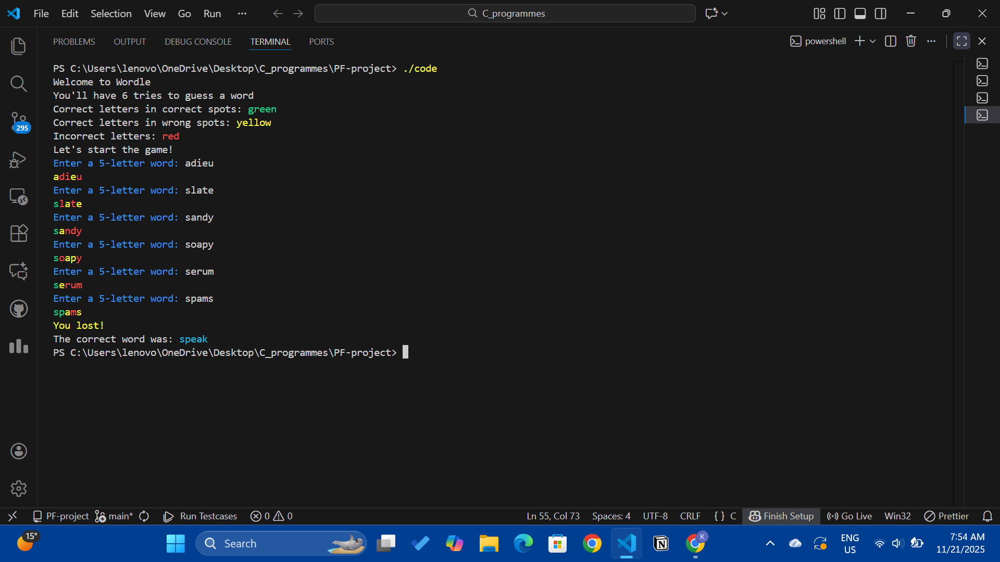 File Edit Selection View Go Run ··· C_programmes
PROBLEMS OUTPUT DEBUG CONSOLE TERMINAL PORTS powershell
PS C:\Users\lenovo\OneDrive\Desktop\C_programmes\PF-project> ./code
Welcome to Wordle
You'll have 6 tries to guess a word
Correct letters in correct spots: green
Correct letters in wrong spots: yellow
Incorrect letters: red
Let's start the game!
Enter a 5-letter word: adieu
adieu
Enter a 5-letter word: slate
slate
Enter a 5-letter word: sandy
sandy
Enter a 5-letter word: soapy
soapy
Enter a 5-letter word: serum
serum
Enter a 5-letter word: spams
spams
You lost!
The correct word was: speak
PS C:\Users\lenovo\OneDrive\Desktop\C_programmes\PF-project>
295
PF-project main* Run Testcases 0 0 Ln 55, Col 73 Spaces: 4 UTF-8 CRLF { } C Finish Setup Go Live Win32 Prettier
15° Search K ENG US 7:54 AM
11/21/2025